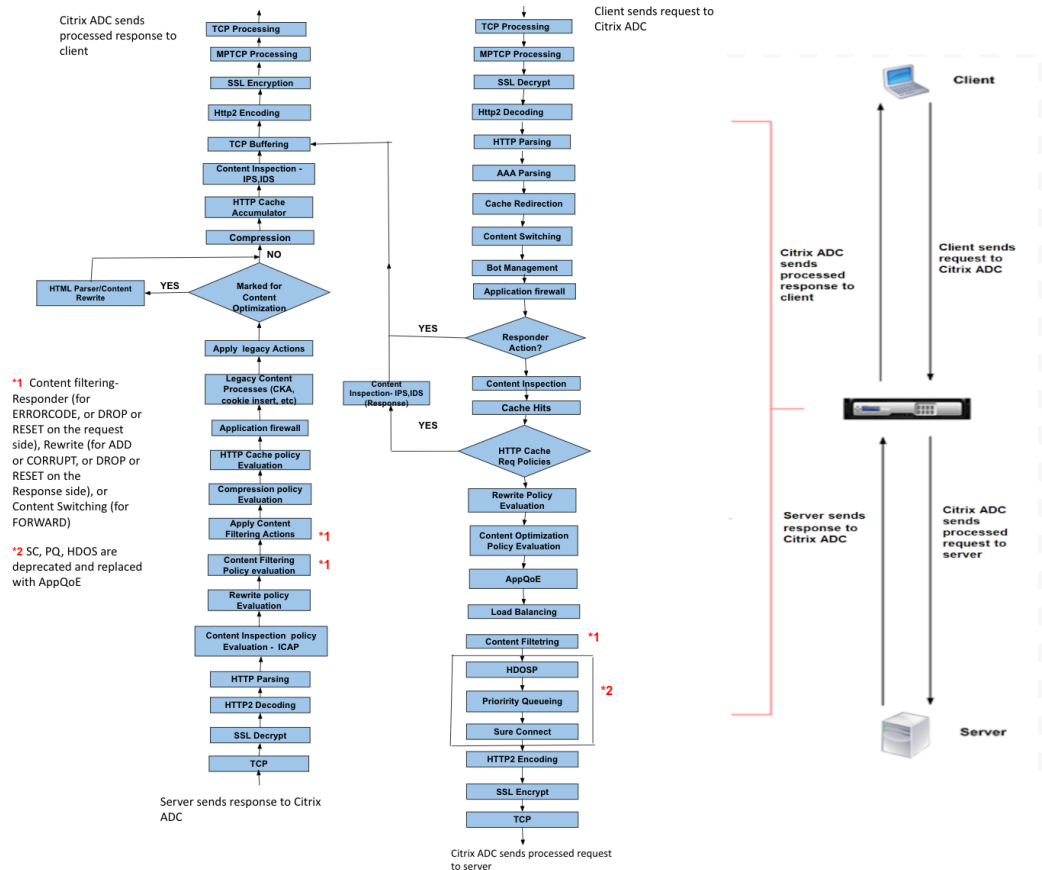 Citrix ADC sends
processed response to
client
TCP Processing
MPTCP Processing
SSL Encryption
Http2 Encoding
TCP Buffering
Content Inspection -
IPS,IDS
HTTP Cache
Accumulator
Compression
NO
HTML Parser/Content
Rewrite
YES
Marked for
Content
Optimization
Apply legacy Actions
Legacy Content
Processes (CKA,
cookie insert, etc)
Application firewall
HTTP Cache policy
Evaluation
Compression policy
Evaluation
Apply Content
Filtering Actions
*1
Content Filtering
Policy evaluation
*1
Rewrite policy
Evaluation
Content Inspection policy
Evaluation - ICAP
HTTP Parsing
HTTP2 Decoding
SSL Decrypt
TCP
Server sends response to Citrix
ADC
*1 Content filtering-
Responder (for
ERRORCODE, or DROP or
RESET on the request
side), Rewrite (for ADD
or CORRUPT, or DROP or
RESET on the
Response side), or
Content Switching (for
FORWARD)
*2 SC, PQ, HDOS are
deprecated and replaced
with AppQoE
Client sends request to
Citrix ADC
TCP Processing
MPTCP Processing
SSL Decrypt
Http2 Decoding
HTTP Parsing
AAA Parsing
Cache Redirection
Content Switching
Bot Management
Application firewall
YES
Responder
Action?
Content
Inspection- IPS,IDS
(Response)
Content Inspection
Cache Hits
YES
HTTP Cache
Req Policies
Rewrite Policy
Evaluation
Content Optimization
Policy Evaluation
AppQoE
Load Balancing
Content Filtetring
*1
HDOSP
Prioririty Queueing
*2
Sure Connect
HTTP2 Encoding
SSL Encrypt
TCP
Citrix ADC sends processed request
to server
Client
Citrix ADC
sends
processed
response to
client
Client sends
request to
Citrix ADC
Server sends
response to
Citrix ADC
Citrix ADC
sends
processed
request to
server
Server